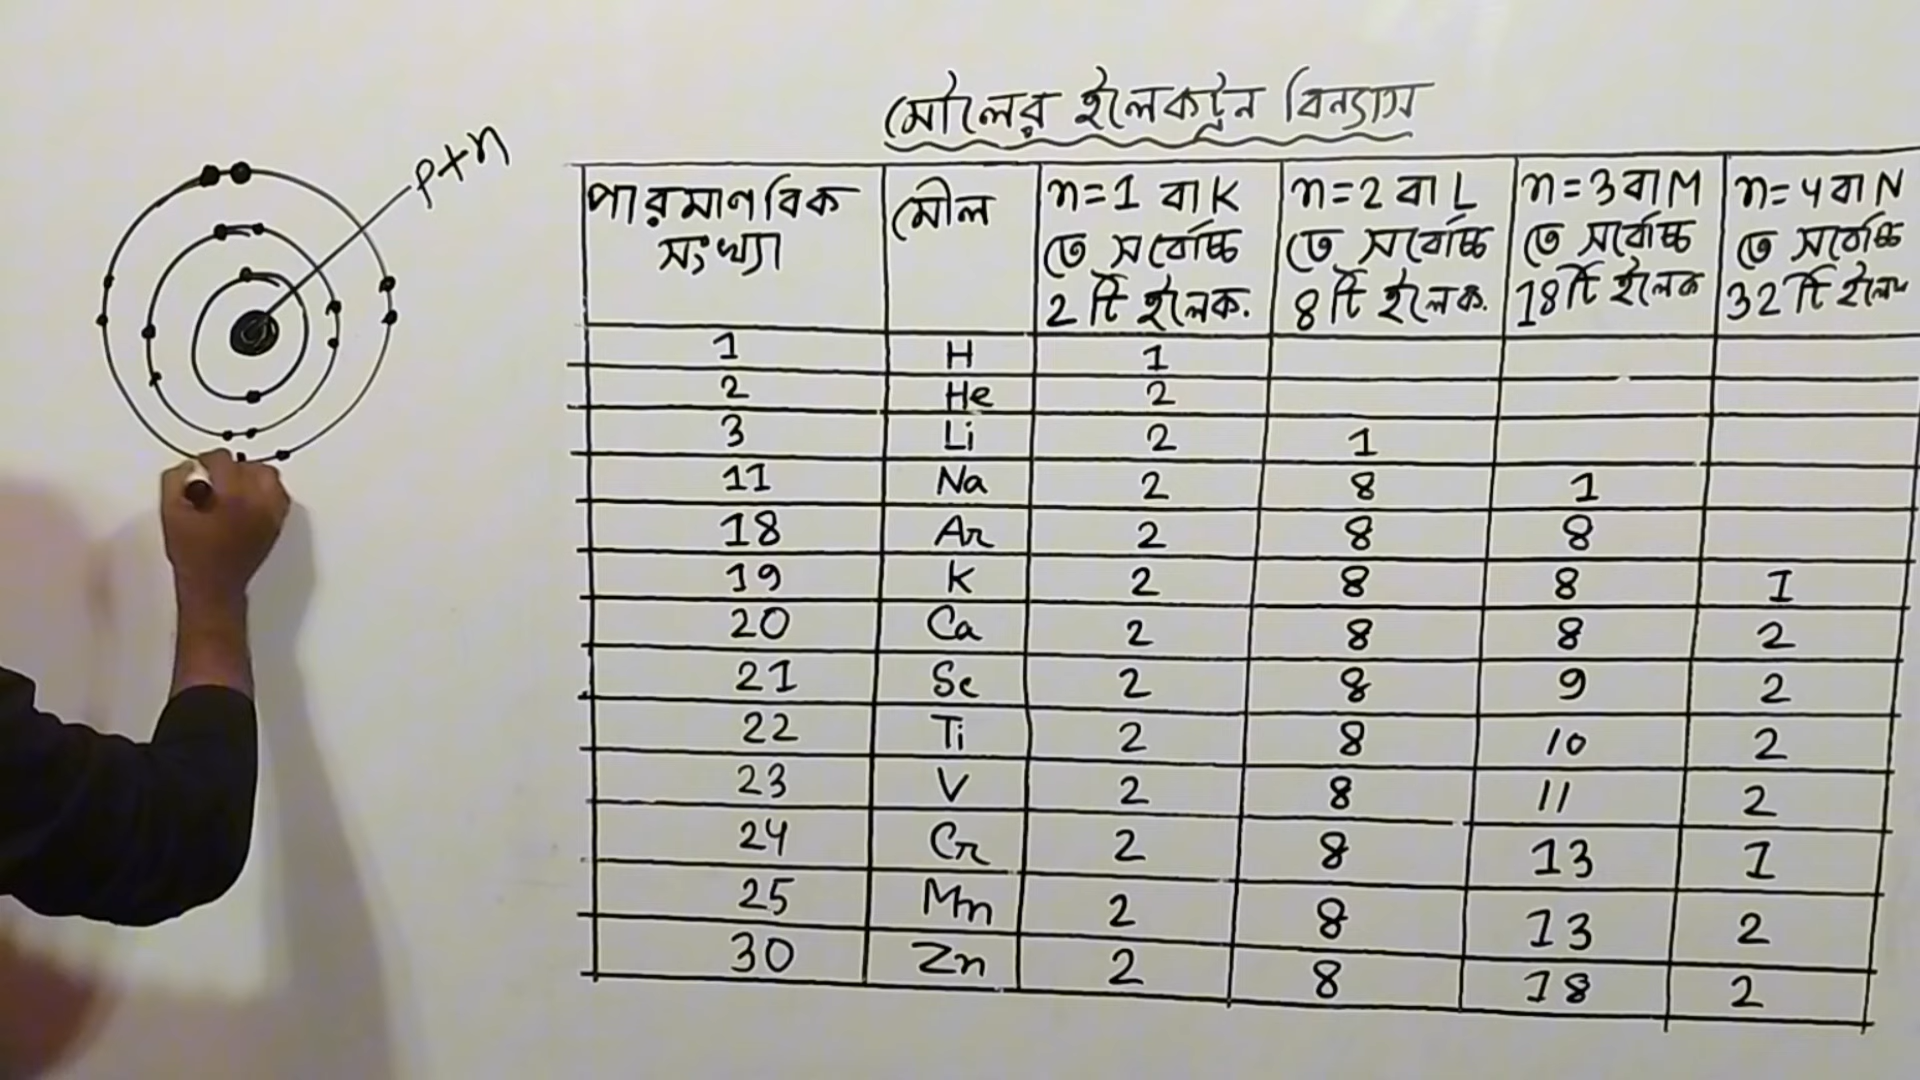 p+n
মৌলের ইলেকট্রন বিন্যাস
পারমাণবিক সংখ্যা | মৌল | n=1 বা K তে সর্বোচ্চ 2 টি ইলেক. | n=2 বা L তে সর্বোচ্চ 8 টি ইলেক. | n=3 বা M তে সর্বোচ্চ 18 টি ইলেক | n=4 বা N তে সর্বোচ্চ 32 টি
1 H 1
2 He 2
3 Li 2 1
11 Na 2 8 1
18 Ar 2 8 8
19 K 2 8 8 1
20 Ca 2 8 8 2
21 Sc 2 8 9 2
22 Ti 2 8 10 2
23 V 2 8 11 2
24 Cr 2 8 13 1
25 Mn 2 8 13 2
30 Zn 2 8 18 2